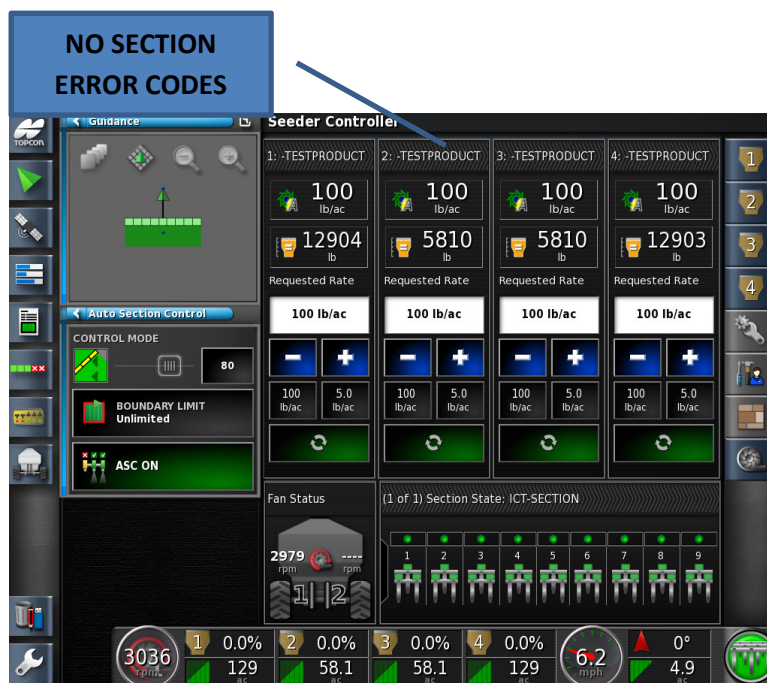 NO SECTION
ERROR CODES
TOPCON
Guidance
Seeder Controller
1: -TESTPRODUCT
2: -TESTPRODUCT
3: -TESTPRODUCT
4: -TESTPRODUCT
100
lb/ac
100
lb/ac
100
lb/ac
100
lb/ac
12904
lb
5810
lb
5810
lb
12903
lb
Requested Rate
Requested Rate
Requested Rate
Requested Rate
100 lb/ac
100 lb/ac
100 lb/ac
100 lb/ac
100
lb/ac
5.0
lb/ac
100
lb/ac
5.0
lb/ac
100
lb/ac
5.0
lb/ac
100
lb/ac
5.0
lb/ac
1
2
3
4
Auto Section Control
CONTROL MODE
80
BOUNDARY LIMIT
Unlimited
ASC ON
Fan Status
2979
rpm
----
rpm
1 2
(1 of 1) Section State: ICT-SECTION
1 2 3 4 5 6 7 8 9
3036
rpm
1 0.0%
129
ac
2 0.0%
58.1
ac
3 0.0%
58.1
ac
4 0.0%
129
ac
6.2
mph
0°
4.9
ac